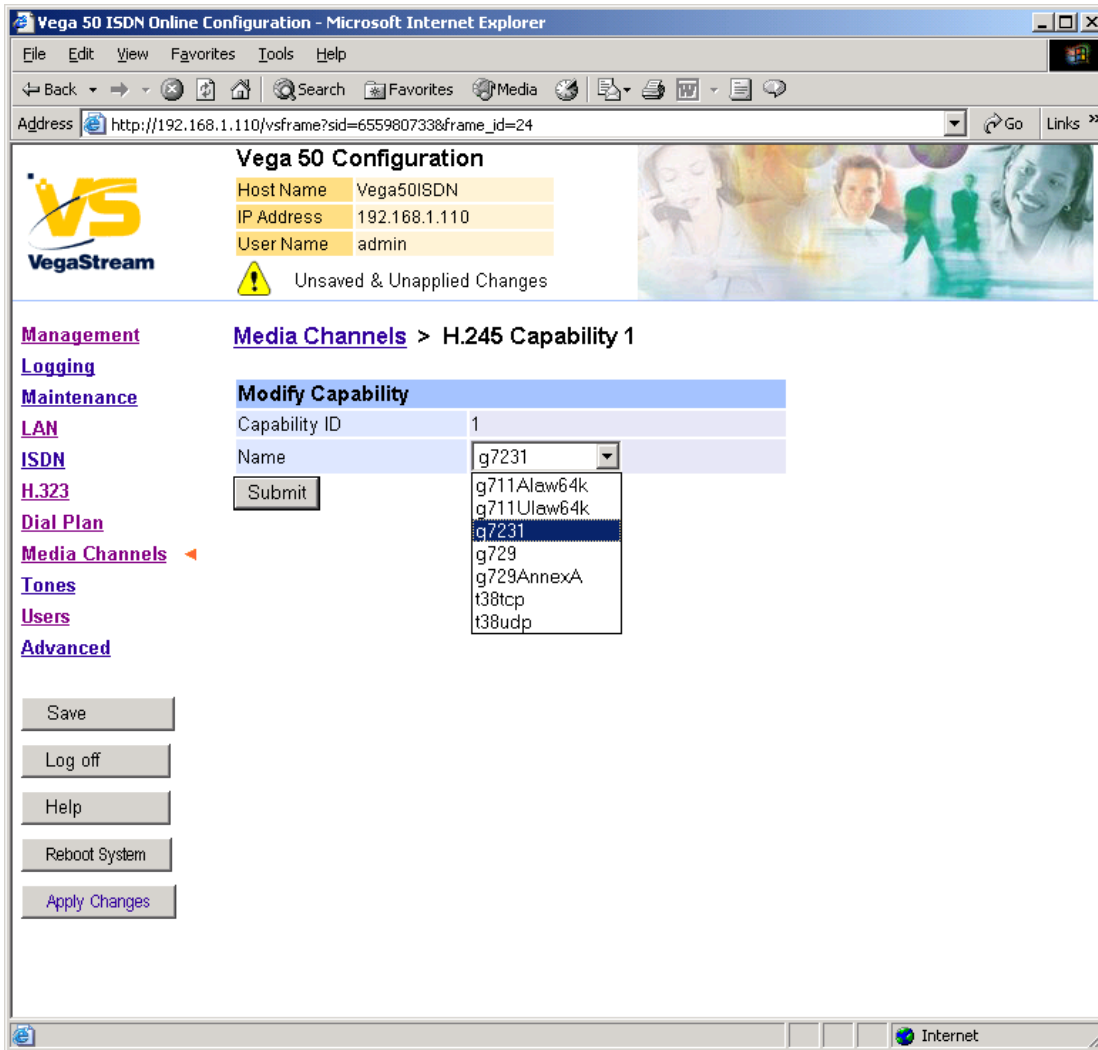 Vega 50 ISDN Online Configuration - Microsoft Internet Explorer
File Edit View Favorites Tools Help
Back Search Favorites Media
Address http://192.168.1.110/vsframe?sid=655980733&frame_id=24 Go Links »
VS
VegaStream
Vega 50 Configuration
Host Name Vega50ISDN
IP Address 192.168.1.110
User Name admin
Unsaved & Unapplied Changes
Management
Logging
Maintenance
LAN
ISDN
H.323
Dial Plan
Media Channels
Tones
Users
Advanced
Save
Log off
Help
Reboot System
Apply Changes
Media Channels > H.245 Capability 1
Modify Capability
Capability ID 1
Name g7231
Submit
g711Alaw64k
g711Ulaw64k
g7231
g729
g729AnnexA
t38tcp
t38udp
Internet